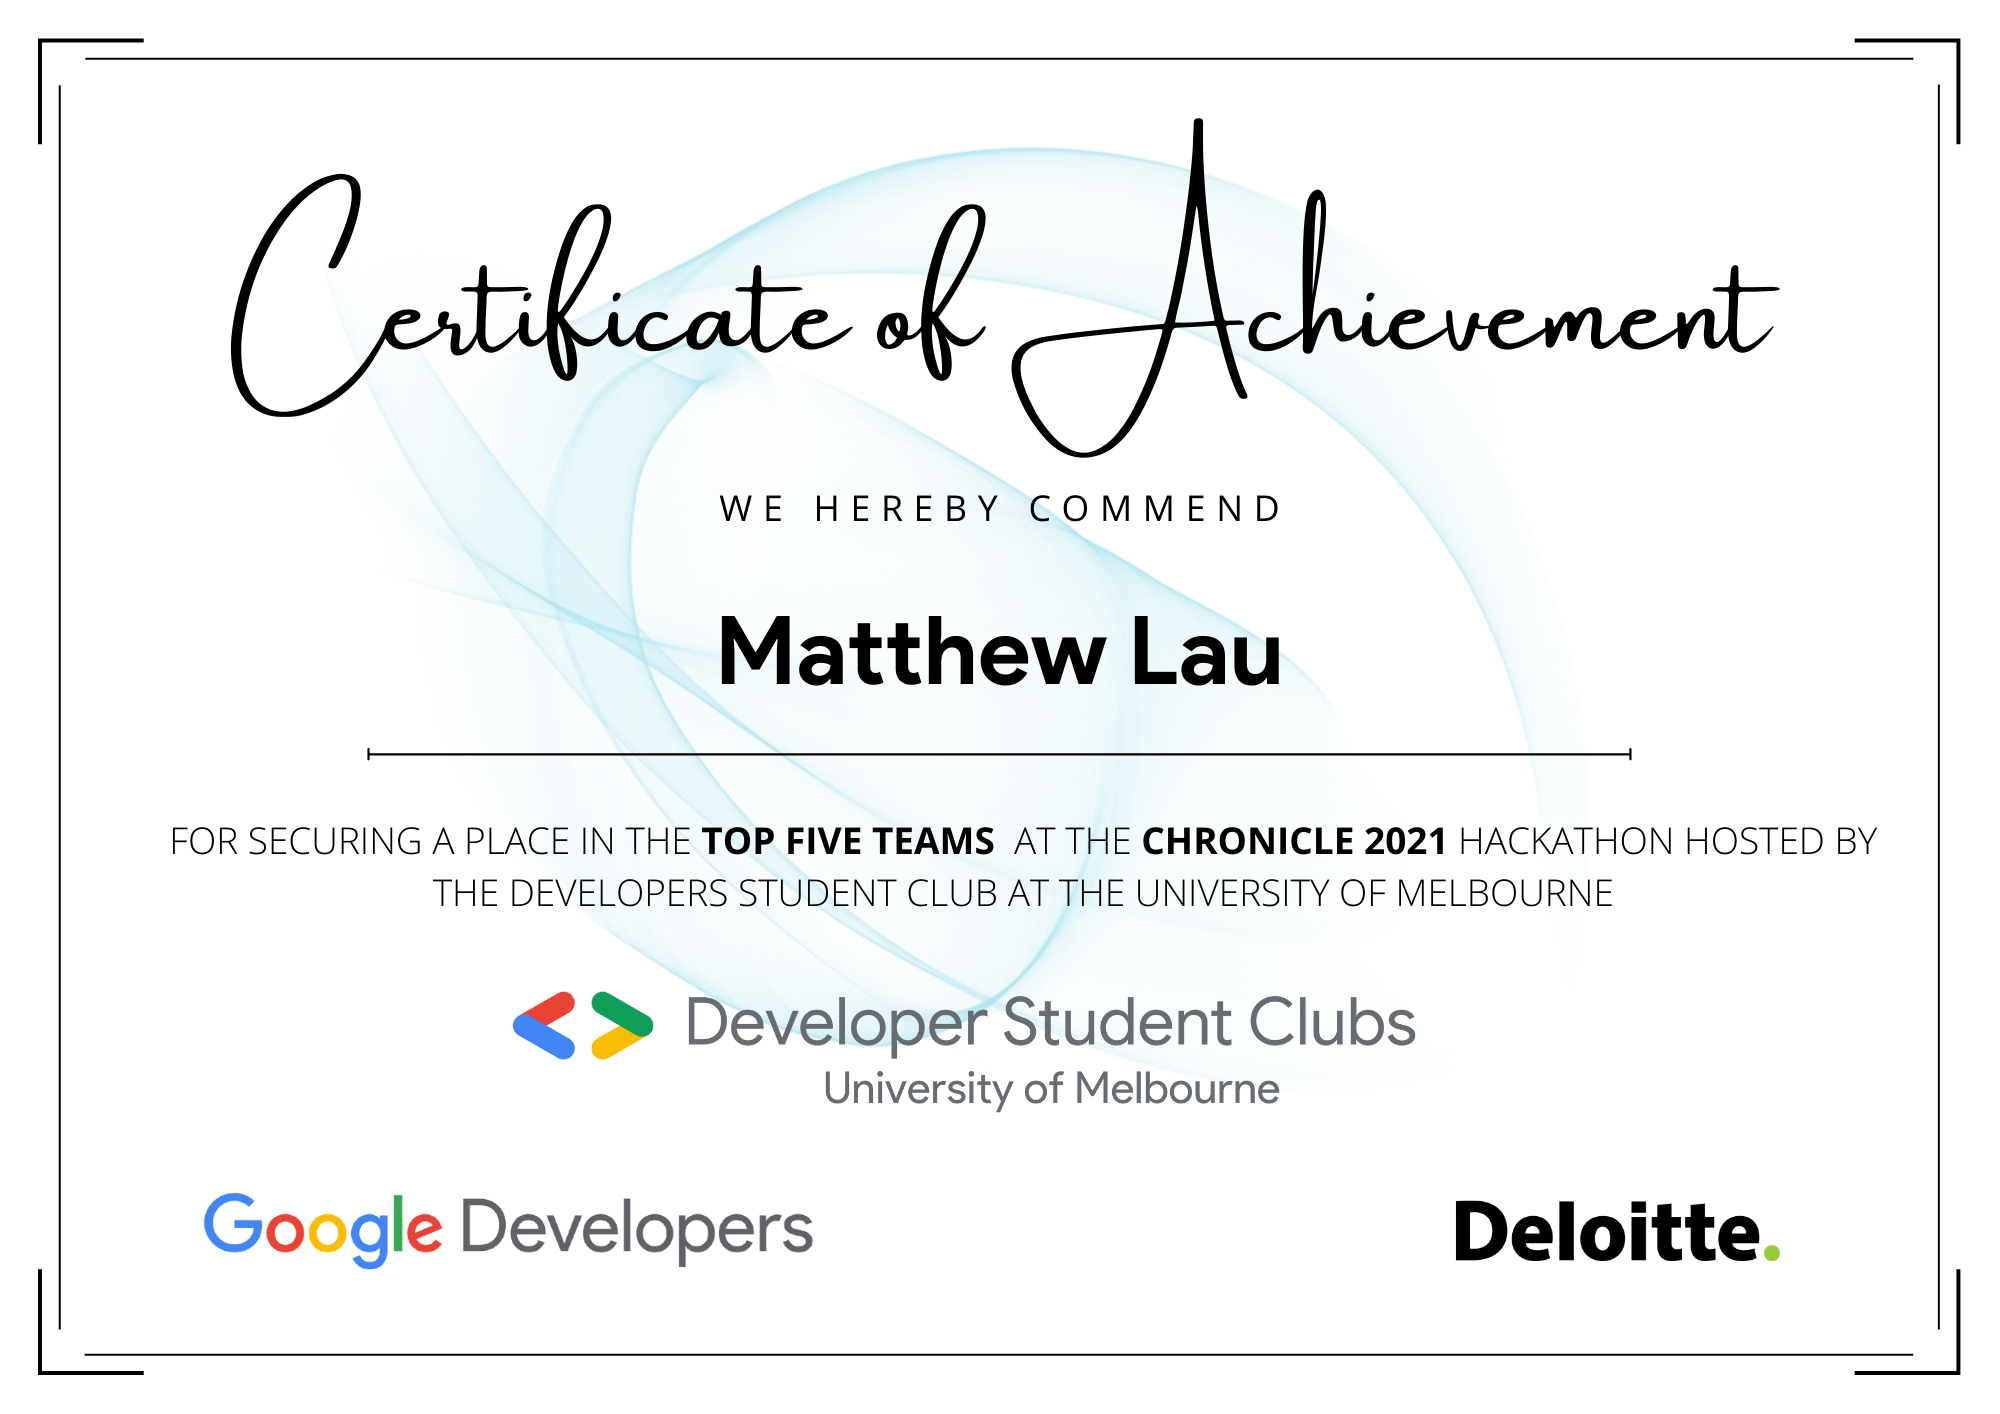 Certificate of Achievement
WE HEREBY COMMEND
Matthew Lau
FOR SECURING A PLACE IN THE TOP FIVE TEAMS AT THE CHRONICLE 2021 HACKATHON HOSTED BY
THE DEVELOPERS STUDENT CLUB AT THE UNIVERSITY OF MELBOURNE
Developer Student Clubs
University of Melbourne
Google Developers
Deloitte.